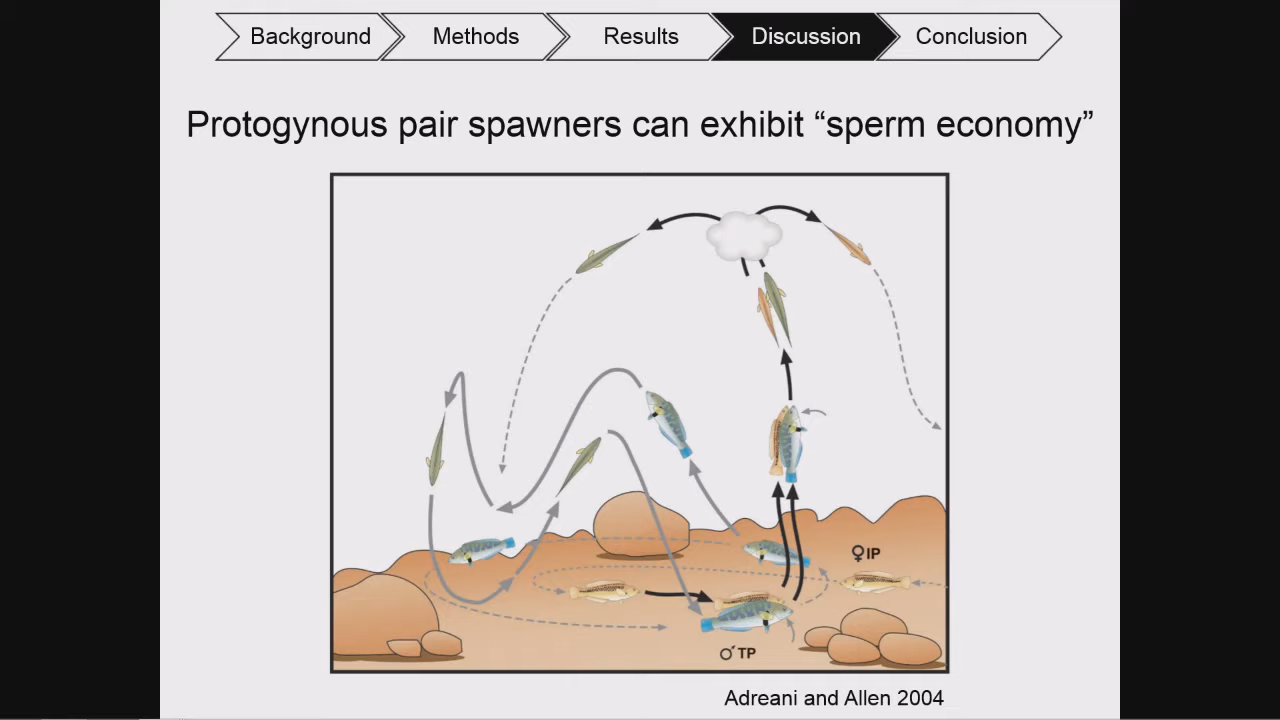 Background Methods Results Discussion Conclusion
Protogynous pair spawners can exhibit “sperm economy”
♀IP
♂TP
Adreani and Allen 2004